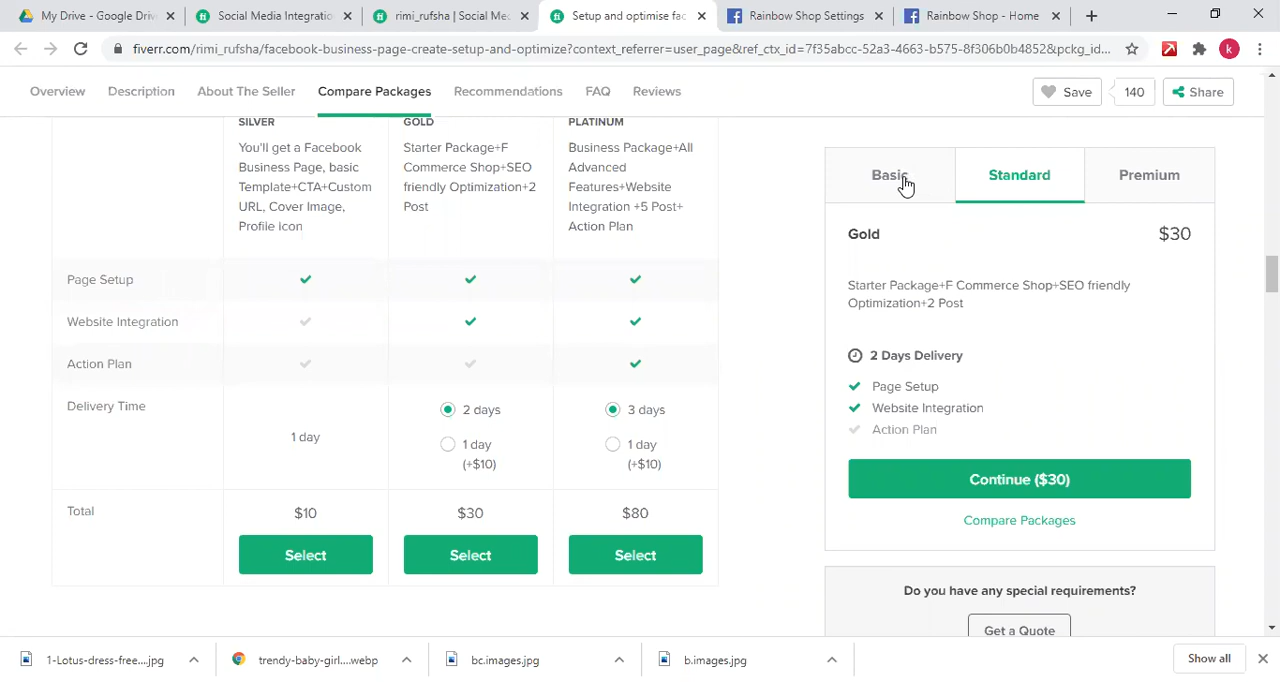 My Drive - Google Driv
Social Media Integratio
rimi_rufsha | Social Me
Setup and optimise fac
Rainbow Shop Settings
Rainbow Shop - Home
fiverr.com/rimi_rufsha/facebook-business-page-create-setup-and-optimize?context_referrer=user_page&ref_ctx_id=7f35abcc-52a3-4663-b575-8f306b0b4852&pckg_id...
k
Overview
Description
About The Seller
Compare Packages
Recommendations
FAQ
Reviews
Save
140
Share
SILVER
You'll get a Facebook
Business Page, basic
Template+CTA+Custom
URL, Cover Image,
Profile Icon
GOLD
Starter Package+F
Commerce Shop+SEO
friendly Optimization+2
Post
PLATINUM
Business Package+All
Advanced
Features+Website
Integration +5 Post+
Action Plan
Page Setup
Website Integration
Action Plan
Delivery Time
1 day
2 days
1 day
(+$10)
3 days
1 day
(+$10)
Total
$10
$30
$80
Select
Select
Select
Basic
Standard
Premium
Gold
$30
Starter Package+F Commerce Shop+SEO friendly
Optimization+2 Post
2 Days Delivery
Page Setup
Website Integration
Action Plan
Continue ($30)
Compare Packages
Do you have any special requirements?
Get a Quote
1-Lotus-dress-free....jpg
trendy-baby-girl....webp
bc.images.jpg
b.images.jpg
Show all